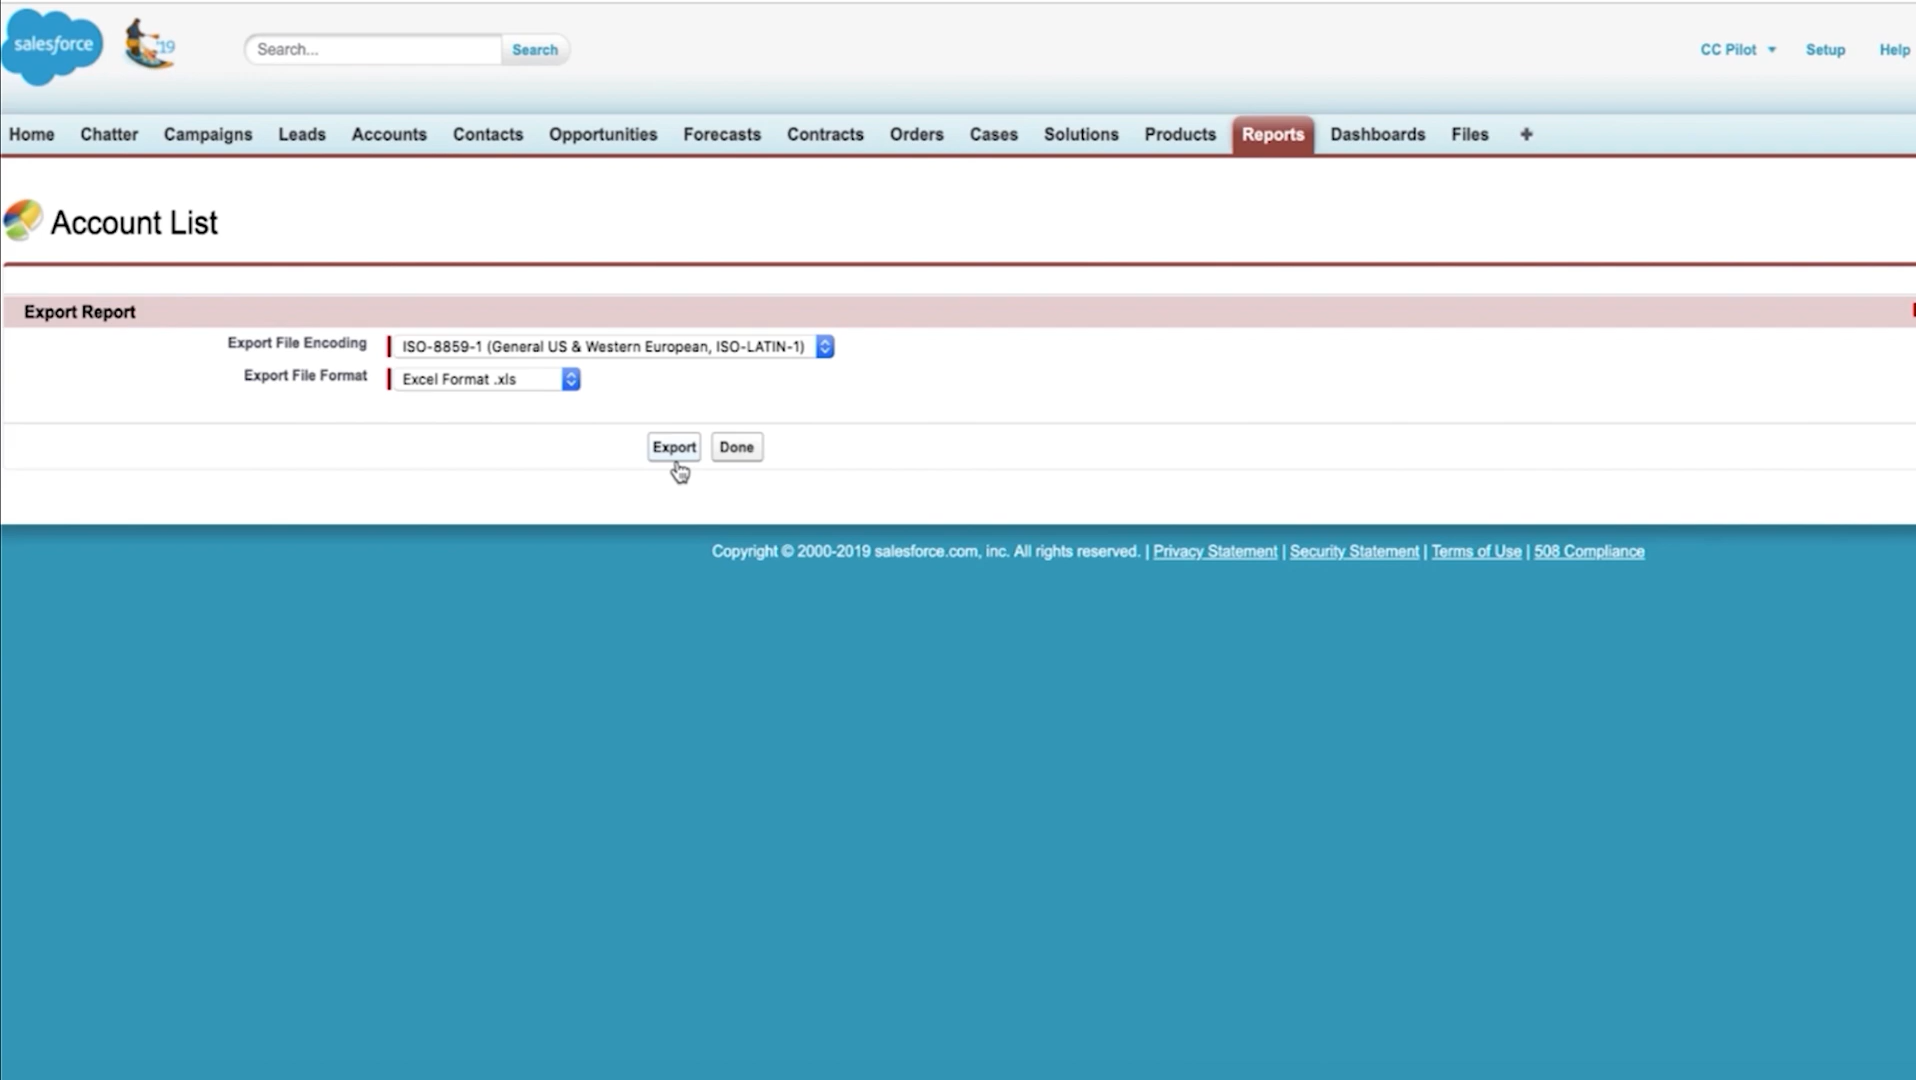 salesforce
'19
Search...
Search
CC Pilot
Setup
Help
Home Chatter Campaigns Leads Accounts Contacts Opportunities Forecasts Contracts Orders Cases Solutions Products Reports Dashboards Files +
Account List
Export Report
Export File Encoding
ISO-8859-1 (General US & Western European, ISO-LATIN-1)
Export File Format
Excel Format .xls
Export Done
Copyright © 2000-2019 salesforce.com, inc. All rights reserved. | Privacy Statement | Security Statement | Terms of Use | 508 Compliance